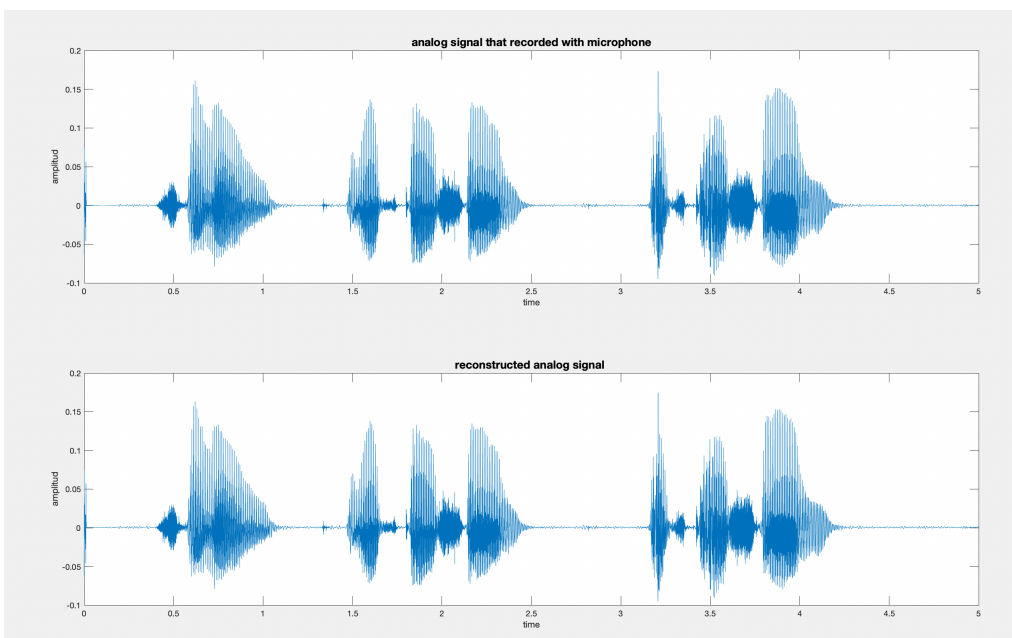 analog signal that recorded with microphone
0.2
0.15
0.1
0.05
0
-0.05
-0.1
amplitud
0 0.5 1 1.5 2 2.5 3 3.5 4 4.5 5
time
reconstructed analog signal
0.2
0.15
0.1
0.05
0
-0.05
-0.1
amplitud
0 0.5 1 1.5 2 2.5 3 3.5 4 4.5 5
time